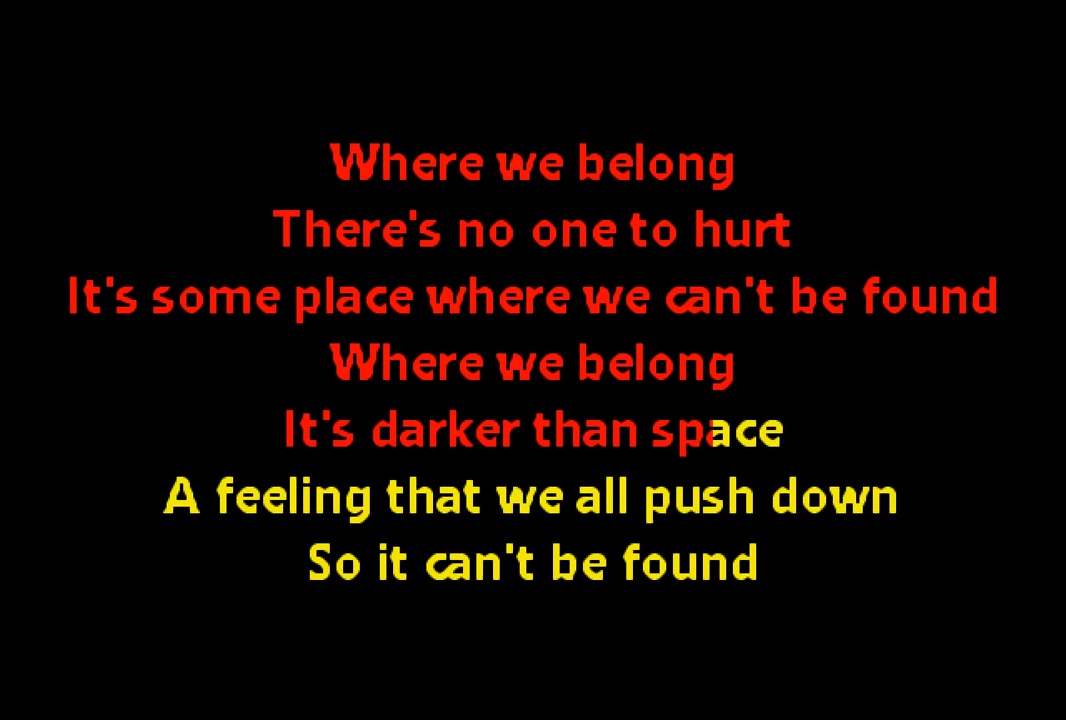 Where we belong
There's no one to hurt
It's some place where we can't be found
Where we belong
It's darker than space
A feeling that we all push down
So it can't be found